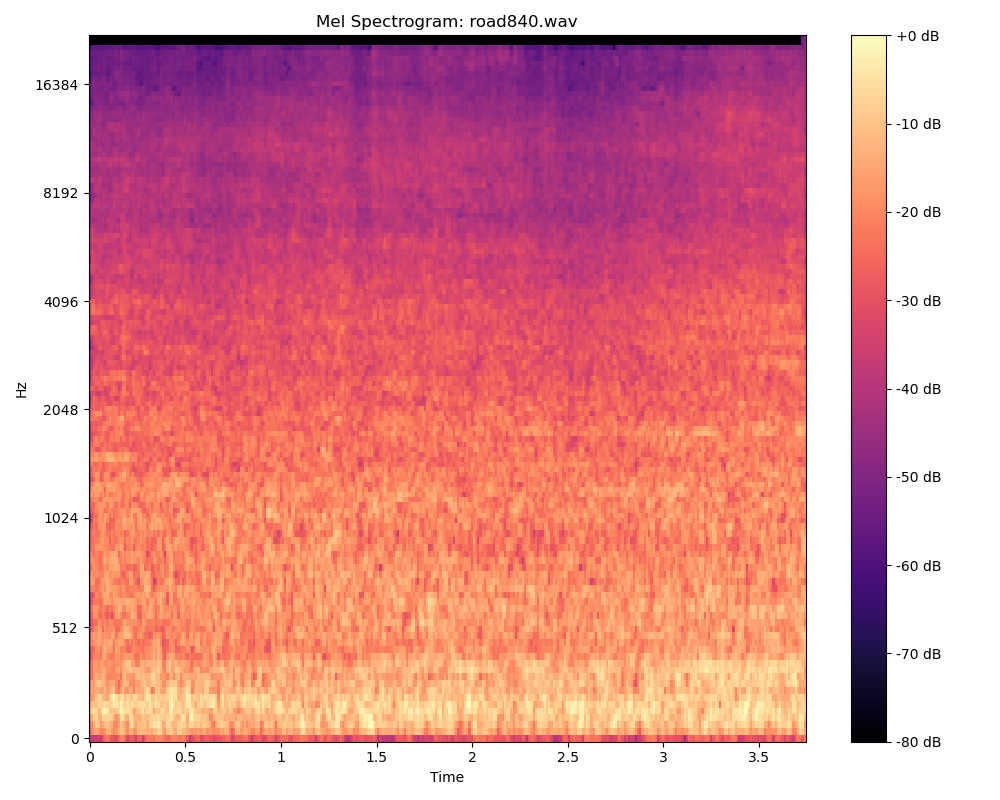 Mel Spectrogram: road840.wav
+0 dB
16384
-10 dB
8192
-20 dB
4096
-30 dB
Hz
-40 dB
2048
-50 dB
1024
-60 dB
512
-70 dB
0
-80 dB
0 0.5 1 1.5 2 2.5 3 3.5
Time